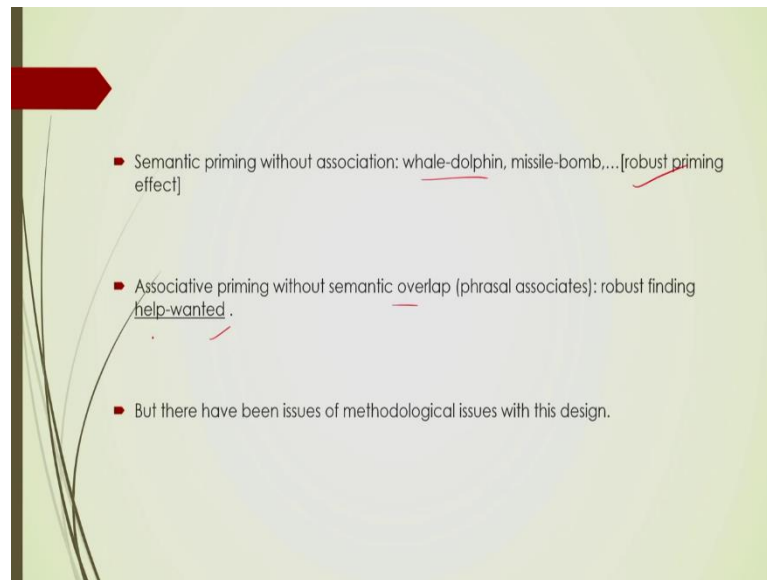 Semantic priming without association: whale-dolphin, missile-bomb,...[robust priming
effect]
Associative priming without semantic overlap (phrasal associates): robust finding
help-wanted .
But there have been issues of methodological issues with this design.